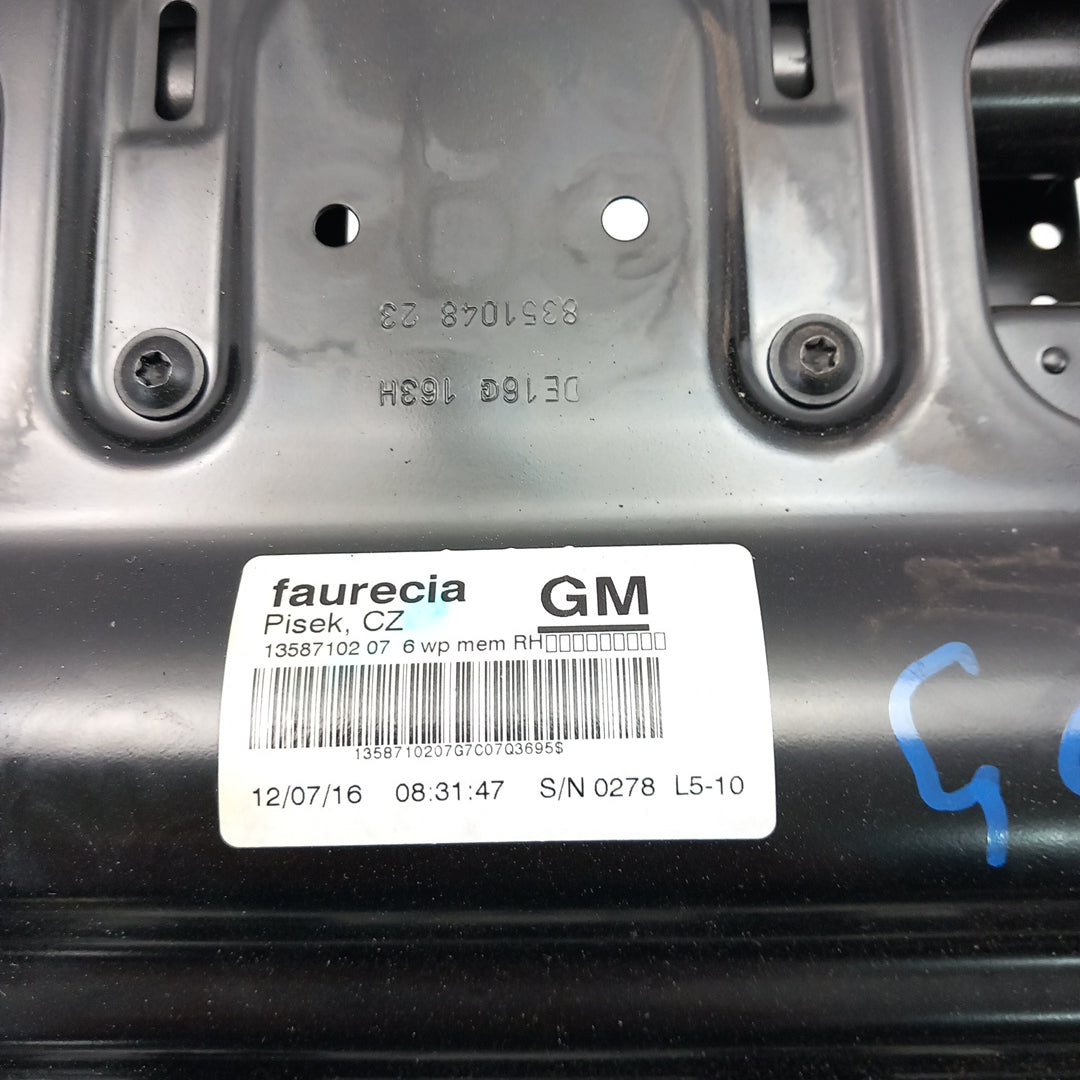 8351048 23
DE16G 163H
faurecia
GM
Pisek, CZ
13587102 07 6 wp mem RH▯▯▯▯▯▯▯▯▯
1358710207G7C07Q3695$
12/07/16 08:31:47 S/N 0278 L5-10